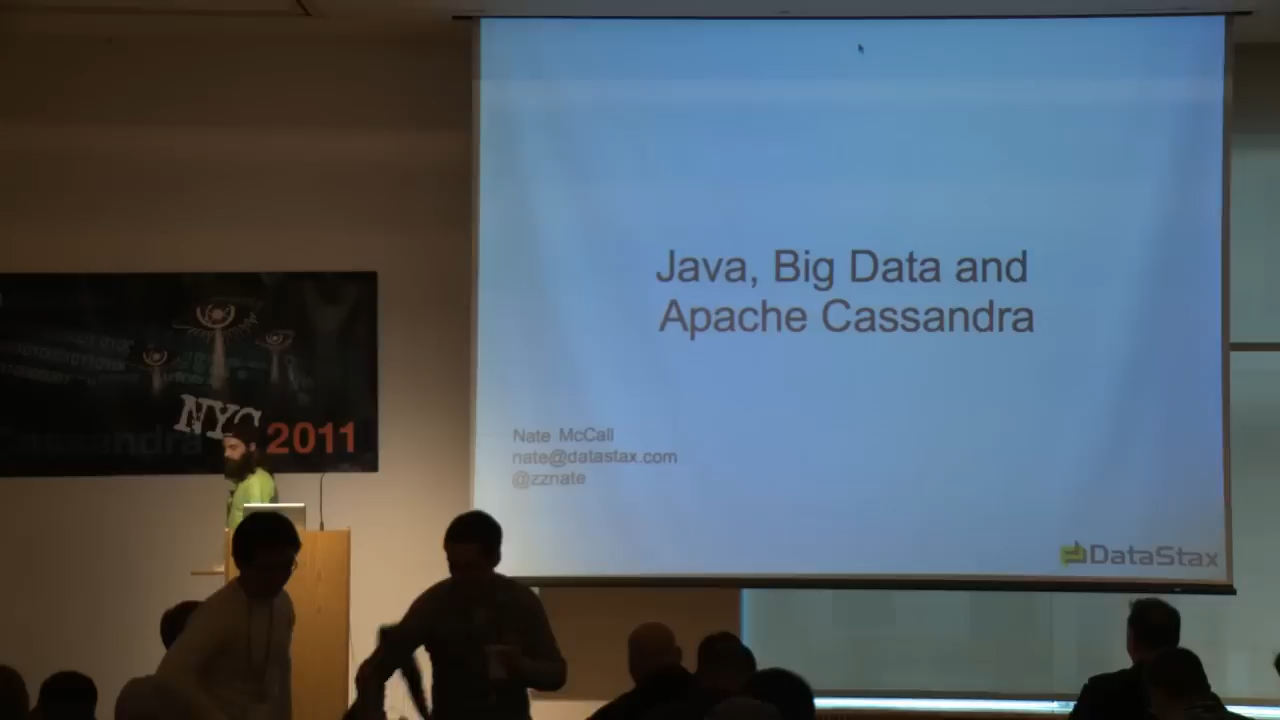 Java, Big Data and
Apache Cassandra
Nate McCall
nate@datastax.com
@zznate
DataStax
NYC
Cassandra 2011